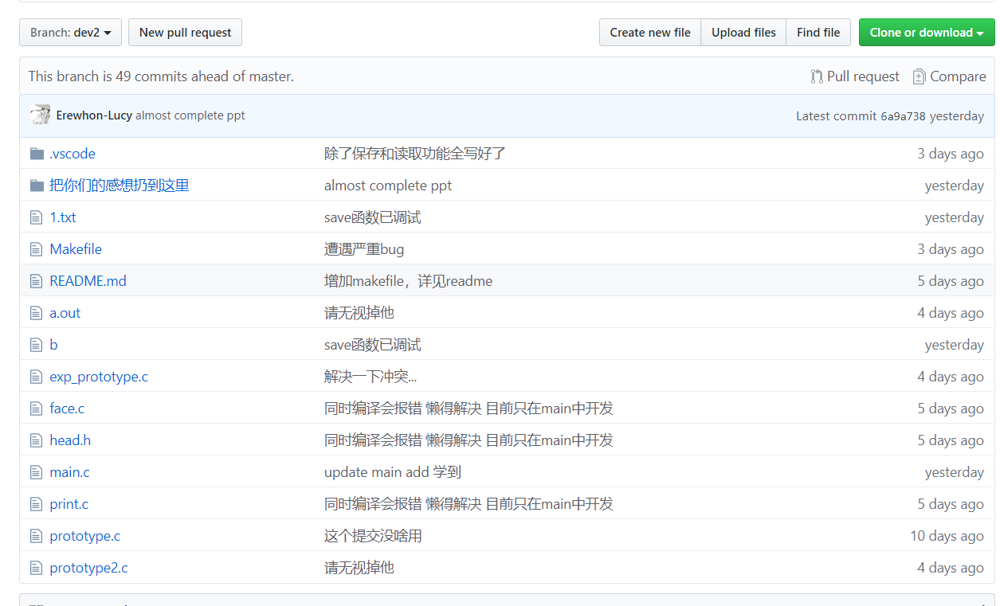 Branch: dev2 New pull request Create new file Upload files Find file Clone or download
This branch is 49 commits ahead of master. Pull request Compare
Erewhon-Lucy almost complete ppt Latest commit 6a9a738 yesterday
.vscode 除了保存和读取功能全写好了 3 days ago
把你们的感想扔到这里 almost complete ppt yesterday
1.txt save函数已调试 yesterday
Makefile 遭遇严重bug 3 days ago
README.md 增加makefile，详见readme 5 days ago
a.out 请无视掉他 4 days ago
b save函数已调试 yesterday
exp_prototype.c 解决一下冲突... 4 days ago
face.c 同时编译会报错 懒得解决 目前只在main中开发 5 days ago
head.h 同时编译会报错 懒得解决 目前只在main中开发 5 days ago
main.c update main add 学到 yesterday
print.c 同时编译会报错 懒得解决 目前只在main中开发 5 days ago
prototype.c 这个提交没啥用 10 days ago
prototype2.c 请无视掉他 4 days ago